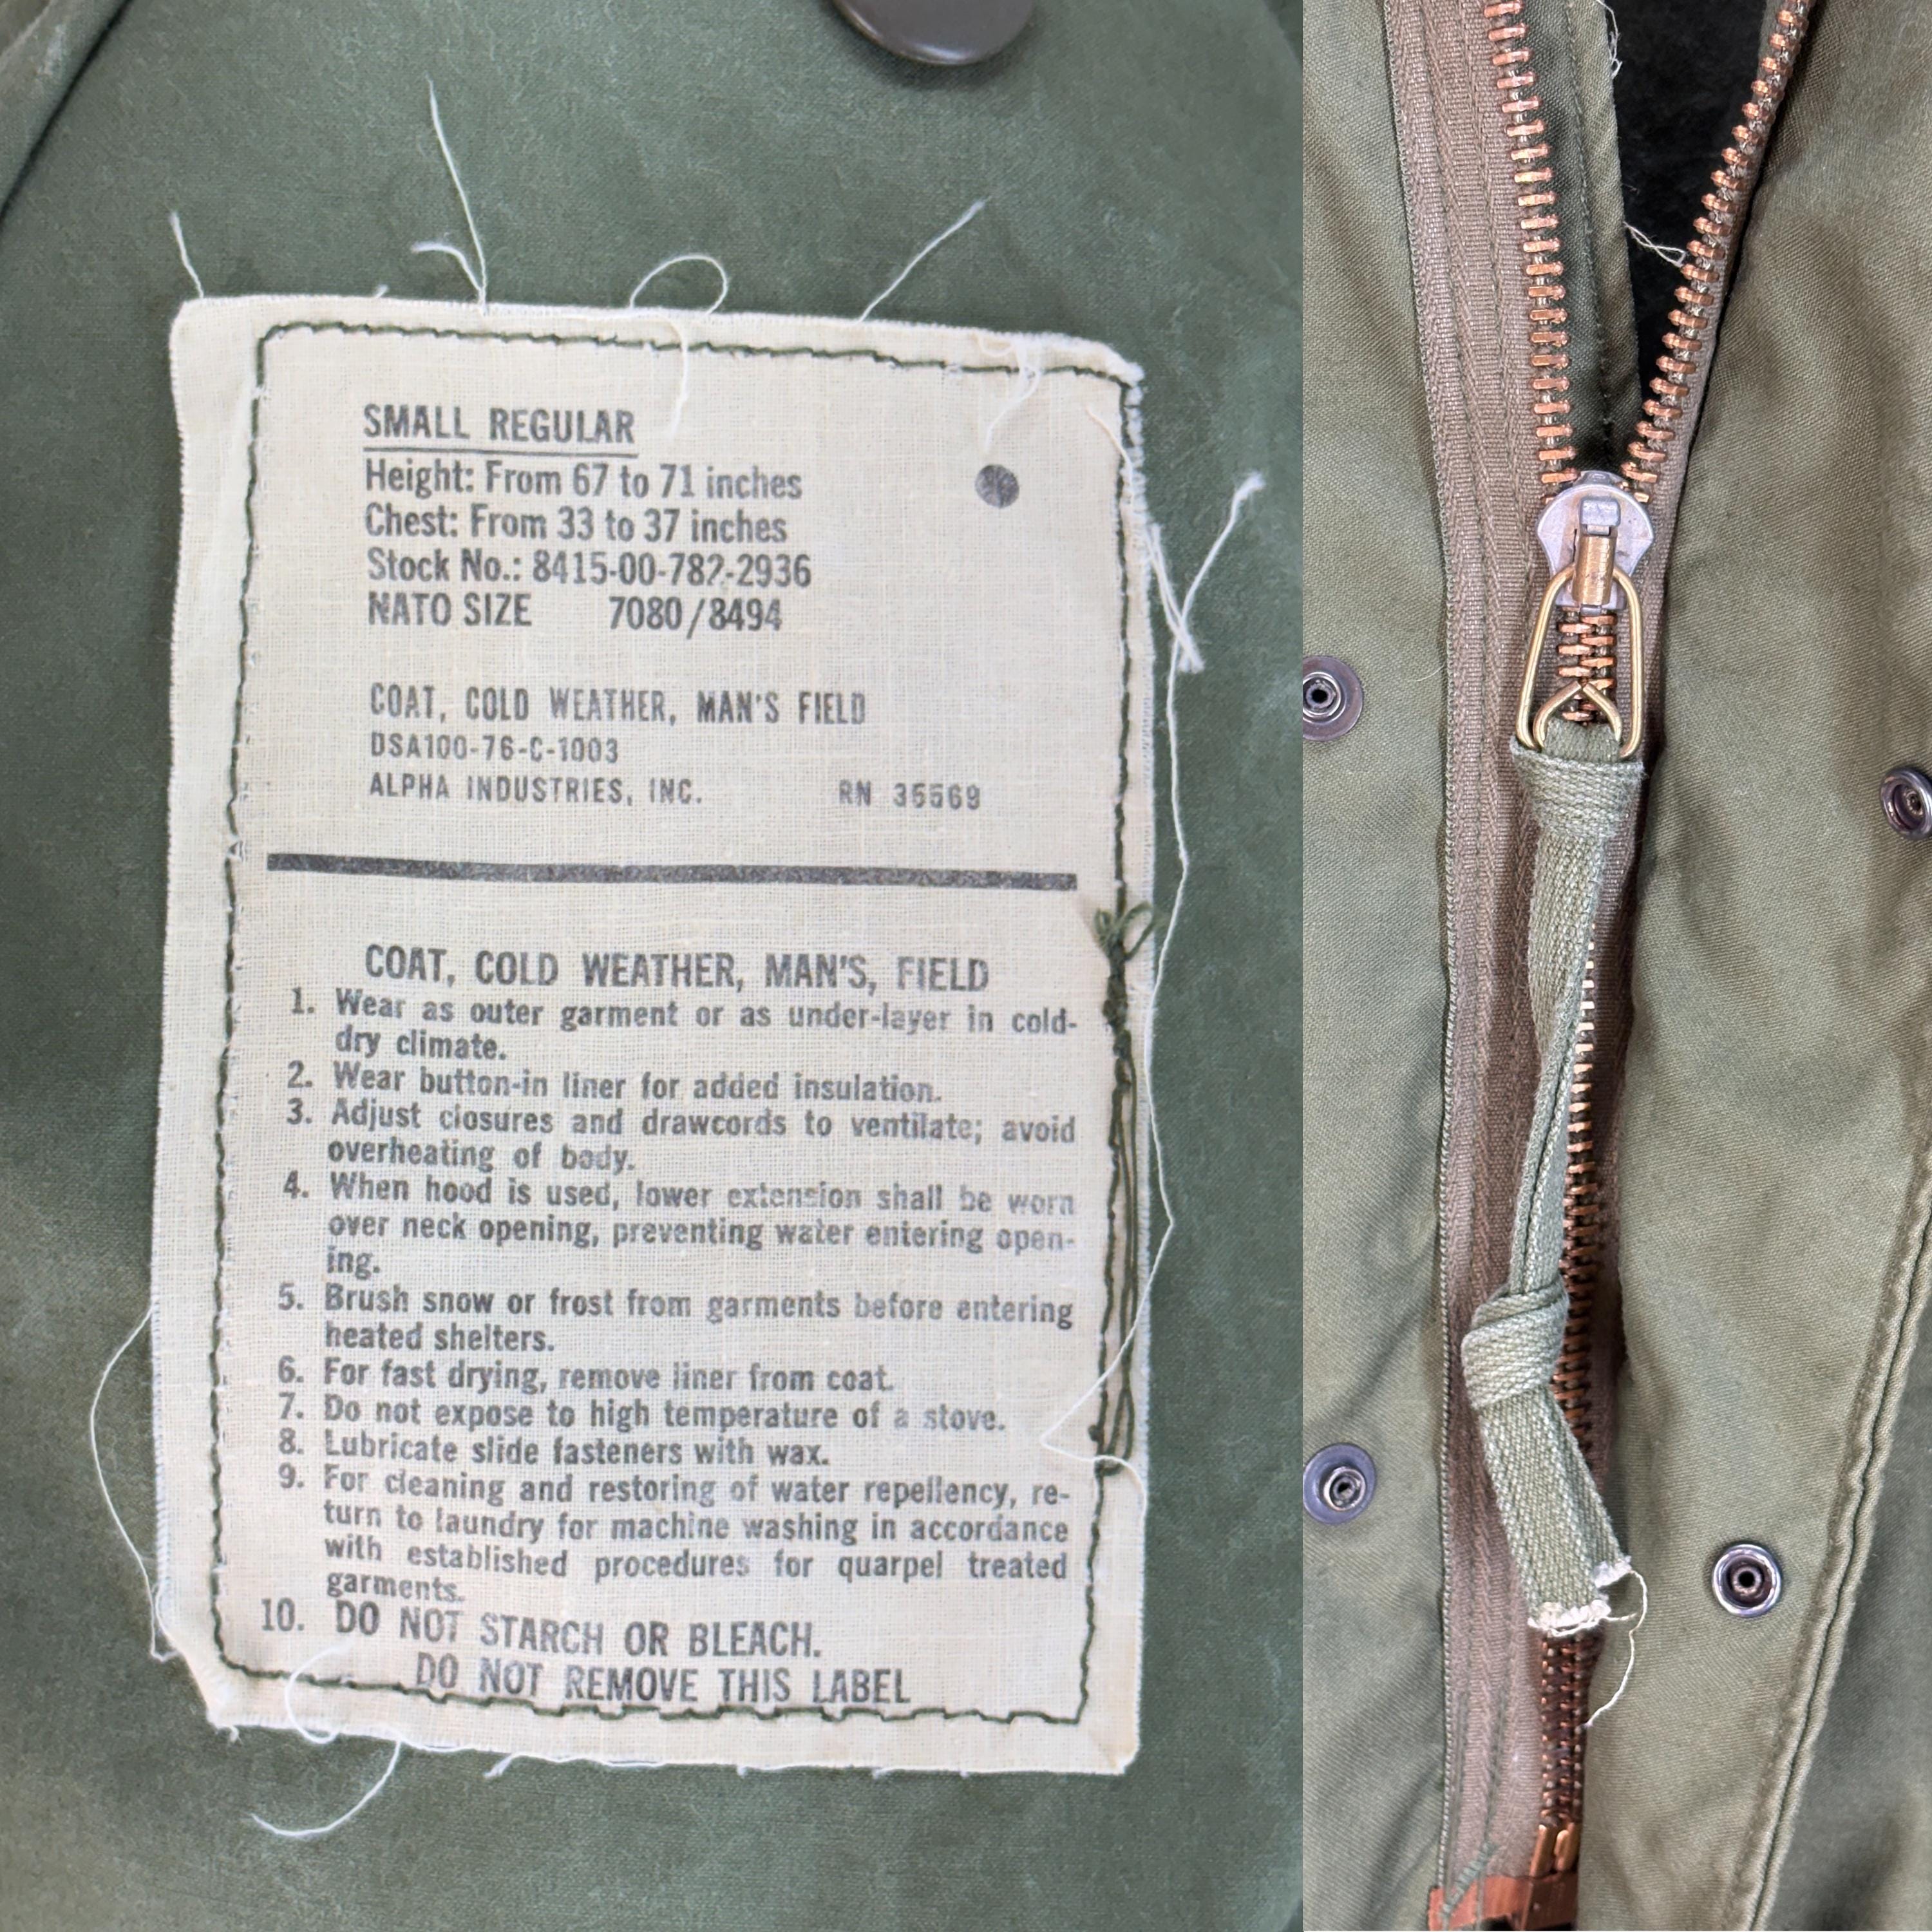 SMALL REGULAR
Height: From 67 to 71 inches
Chest: From 33 to 37 inches
Stock No.: 8415-00-782-2936
NATO SIZE 7080/8494
COAT, COLD WEATHER, MAN'S FIELD
DSA100-76-C-1003
ALPHA INDUSTRIES, INC. RN 35569
COAT, COLD WEATHER, MAN'S, FIELD
1. Wear as outer garment or as under-layer in cold-
dry climate.
2. Wear button-in liner for added insulation.
3. Adjust closures and drawcords to ventilate; avoid
overheating of body.
4. When hood is used, lower extension shall be worn
over neck opening, preventing water entering open-
ing.
5. Brush snow or frost from garments before entering
heated shelters.
6. For fast drying, remove liner from coat.
7. Do not expose to high temperature of a stove.
8. Lubricate slide fasteners with wax.
9. For cleaning and restoring of water repellency, re-
turn to laundry for machine washing in accordance
with established procedures for quarpel treated
garments.
10. DO NOT STARCH OR BLEACH.
DO NOT REMOVE THIS LABEL